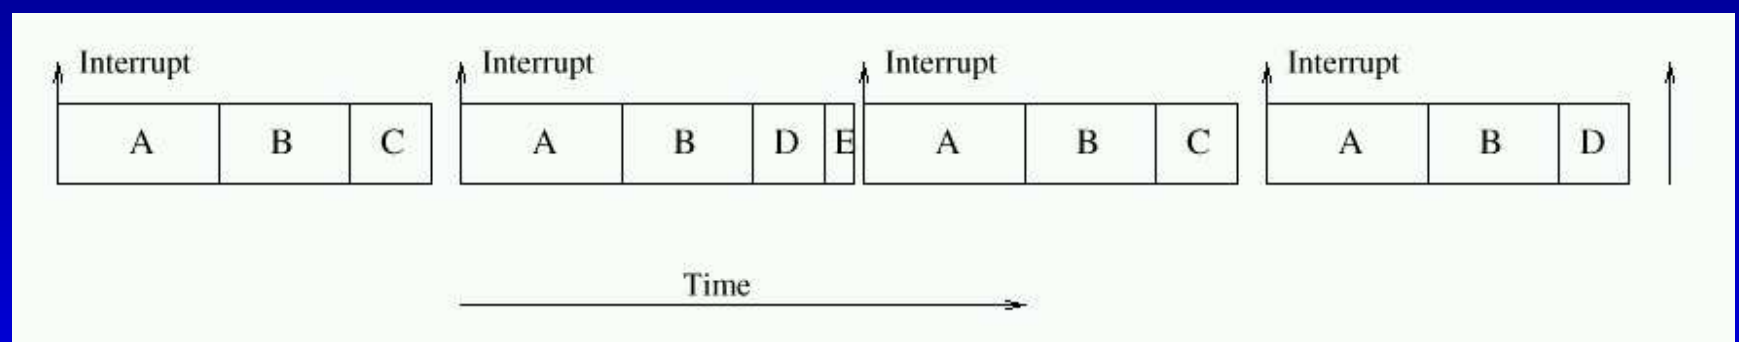 Interrupt Interrupt Interrupt Interrupt
A B C A B D E A B C A B D
Time